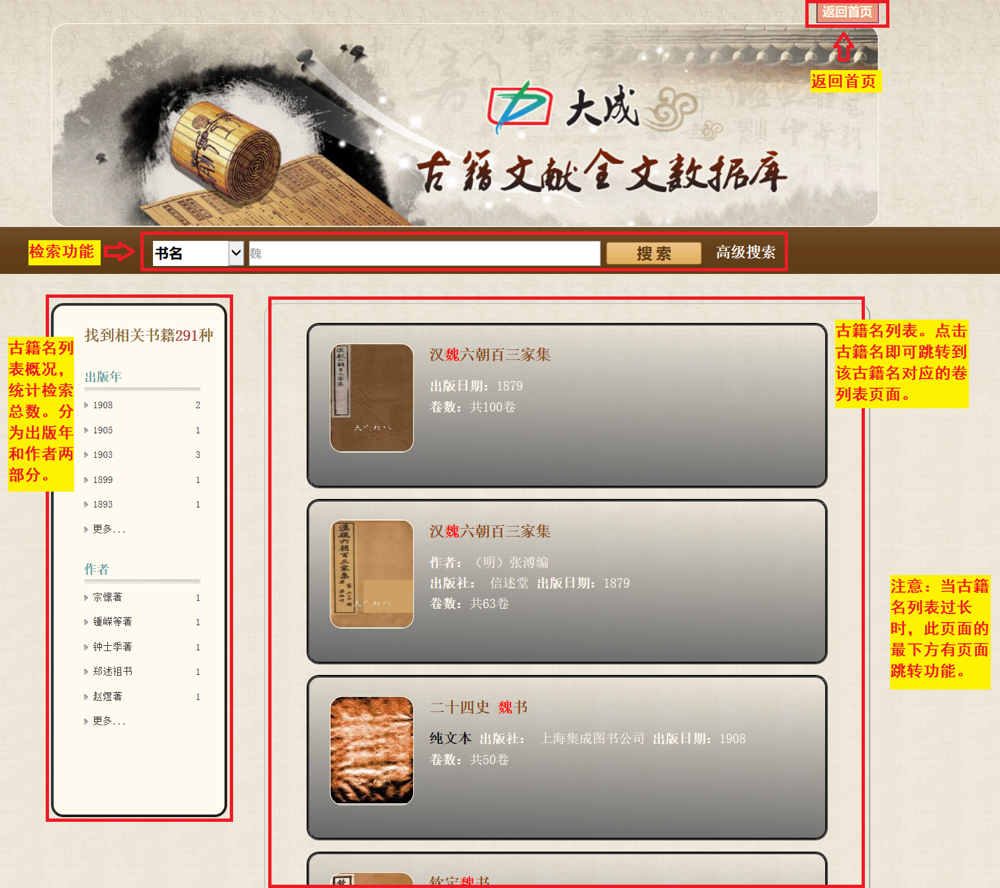 返回首页
返回首页
大成
古籍文献全文数据库
检索功能
书名
魏
搜 索
高级搜索
古籍名列
表概况，
统计检索
总数。分
为出版年
和作者两
部分。
找到相关书籍291种
出版年
1908 2
1905 1
1903 3
1899 1
1893 1
更多...
作者
宗懔著 1
锺嵘等著 1
钟士季著 1
郑述祖书 1
赵煜著 1
更多...
汉魏六朝百三家集
出版日期：1879
卷数：共100卷
古籍名列表。点击
古籍名即可跳转到
该古籍名对应的卷
列表页面。
漢魏六朝百三家集
汉魏六朝百三家集
作者：（明）张溥编
出版社： 信述堂 出版日期：1879
卷数：共63卷
注意：当古籍
名列表过长
时，此页面的
最下方有页面
跳转功能。
二十四史 魏书
纯文本 出版社： 上海集成图书公司 出版日期：1908
卷数：共50卷
钦定魏书